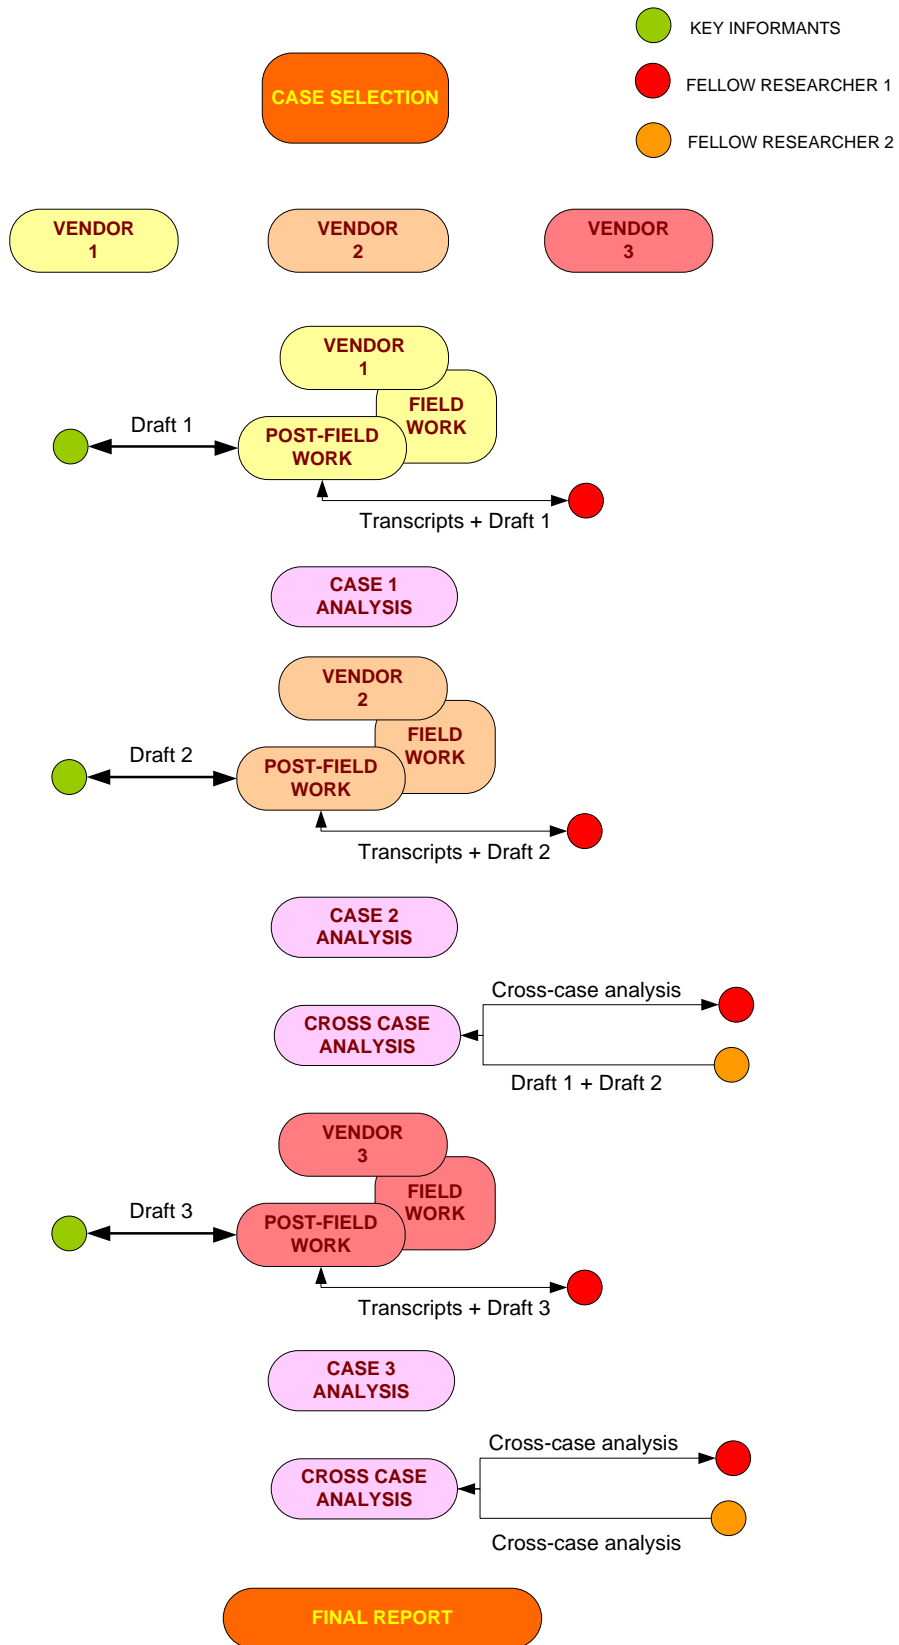 KEY INFORMANTS
CASE SELECTION
FELLOW RESEARCHER 1
FELLOW RESEARCHER 2
VENDOR
1
VENDOR
2
VENDOR
3
VENDOR
1
FIELD
WORK
Draft 1
POST-FIELD
WORK
Transcripts + Draft 1
CASE 1
ANALYSIS
VENDOR
2
FIELD
WORK
Draft 2
POST-FIELD
WORK
Transcripts + Draft 2
CASE 2
ANALYSIS
Cross-case analysis
CROSS CASE
ANALYSIS
Draft 1 + Draft 2
VENDOR
3
FIELD
WORK
Draft 3
POST-FIELD
WORK
Transcripts + Draft 3
CASE 3
ANALYSIS
Cross-case analysis
CROSS CASE
ANALYSIS
Cross-case analysis
FINAL REPORT